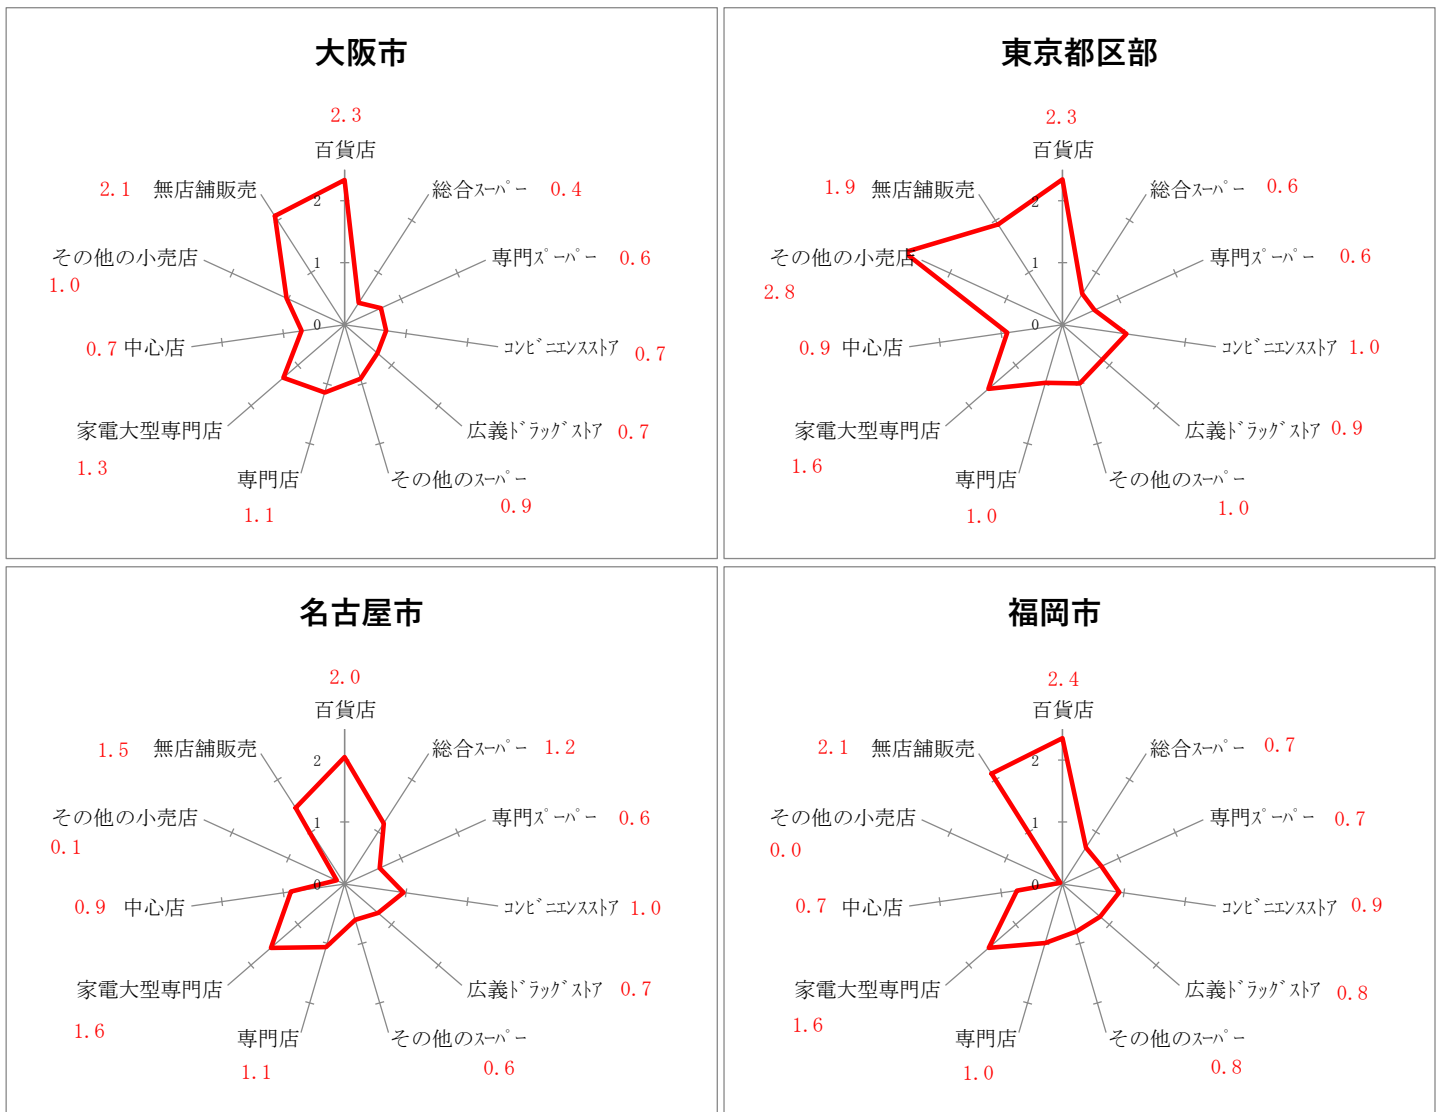 大阪市
2.3
百貨店
2.1 無店舗販売
総合スーパー 0.4
その他の小売店
1.0
専門スーパー 0.6
0.7 中心店
コンビニエンスストア 0.7
家電大型専門店
1.3
広義ドラッグストア 0.7
専門店
1.1
その他のスーパー
0.9
2
1
0
東京都区部
2.3
百貨店
1.9 無店舗販売
総合スーパー 0.6
その他の小売店
2.8
専門スーパー 0.6
0.9 中心店
コンビニエンスストア 1.0
家電大型専門店
1.6
広義ドラッグストア 0.9
専門店
1.0
その他のスーパー
1.0
2
1
0
名古屋市
2.0
百貨店
1.5 無店舗販売
総合スーパー 1.2
その他の小売店
0.1
専門スーパー 0.6
0.9 中心店
コンビニエンスストア 1.0
家電大型専門店
1.6
広義ドラッグストア 0.7
専門店
1.1
その他のスーパー
0.6
2
1
0
福岡市
2.4
百貨店
2.1 無店舗販売
総合スーパー 0.7
その他の小売店
0.0
専門スーパー 0.7
0.7 中心店
コンビニエンスストア 0.9
家電大型専門店
1.6
広義ドラッグストア 0.8
専門店
1.0
その他のスーパー
0.8
2
1
0